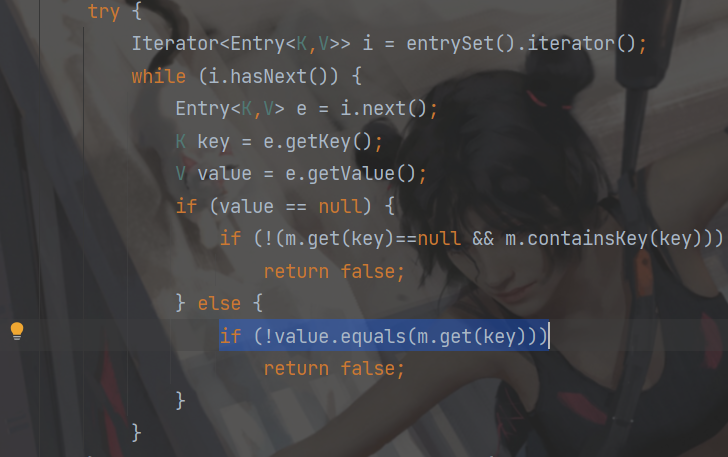 try {
Iterator<Entry<K,V>> i = entrySet().iterator();
while (i.hasNext()) {
Entry<K,V> e = i.next();
K key = e.getKey();
V value = e.getValue();
if (value == null) {
if (!(m.get(key)==null && m.containsKey(key)))
return false;
} else {
if (!value.equals(m.get(key)))
return false;
}
}